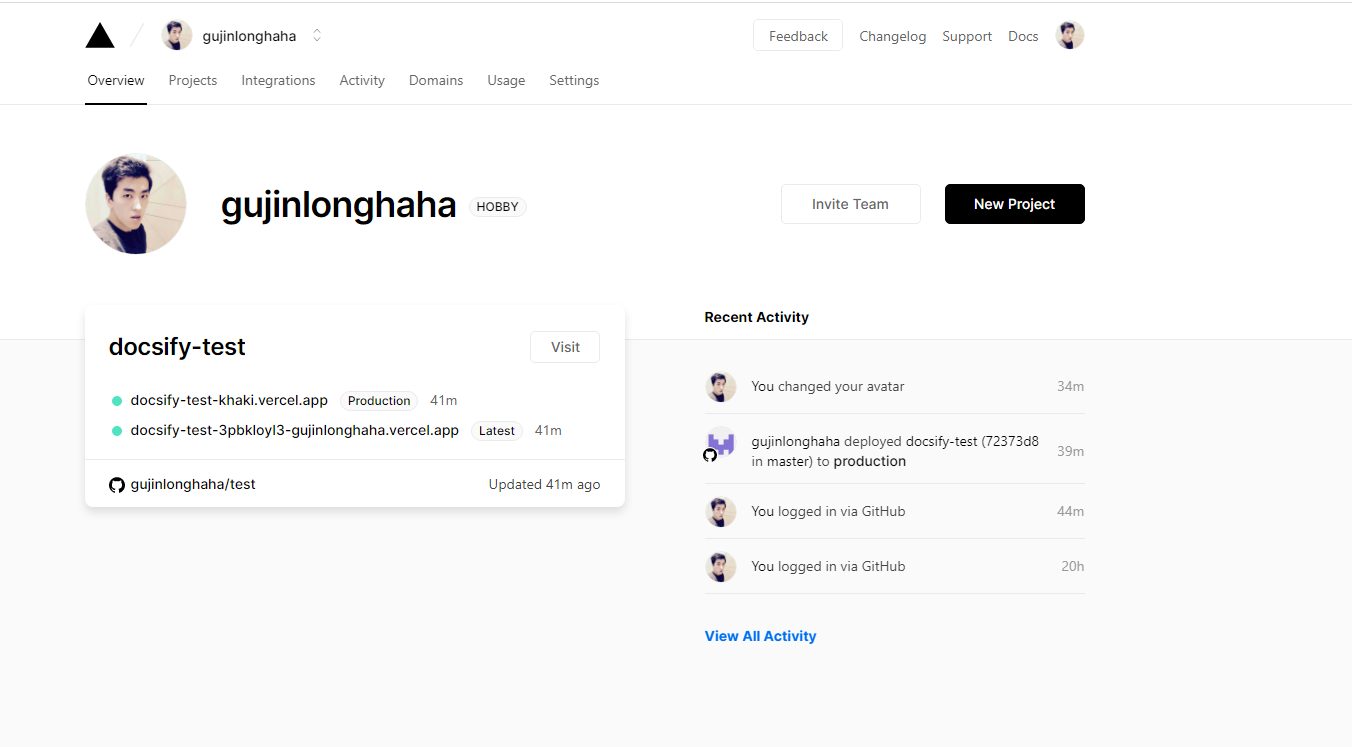 gujinlonghaha
Feedback Changelog Support Docs
Overview Projects Integrations Activity Domains Usage Settings
gujinlonghaha HOBBY
Invite Team New Project
docsify-test Visit
docsify-test-khaki.vercel.app Production 41m
docsify-test-3pbkloyl3-gujinlonghaha.vercel.app Latest 41m
gujinlonghaha/test Updated 41m ago
Recent Activity
You changed your avatar 34m
gujinlonghaha deployed docsify-test (72373d8
in master) to production 39m
You logged in via GitHub 44m
You logged in via GitHub 20h
View All Activity